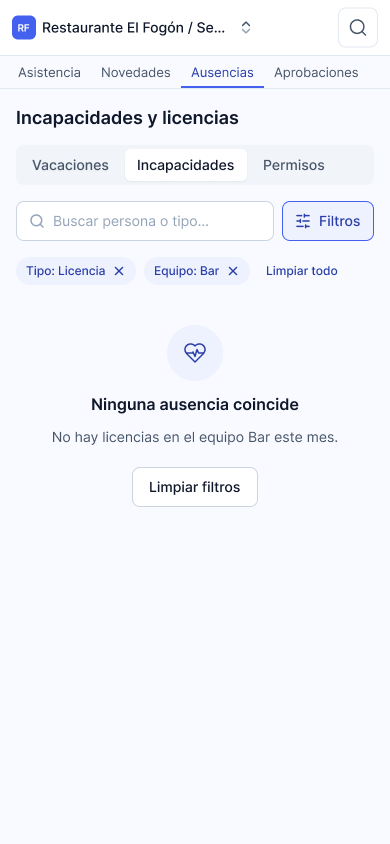 RF Restaurante El Fogón / Se...
Asistencia Novedades Ausencias Aprobaciones
Incapacidades y licencias
Vacaciones Incapacidades Permisos
Buscar persona o tipo... Filtros
Tipo: Licencia Equipo: Bar Limpiar todo
Ninguna ausencia coincide
No hay licencias en el equipo Bar este mes.
Limpiar filtros